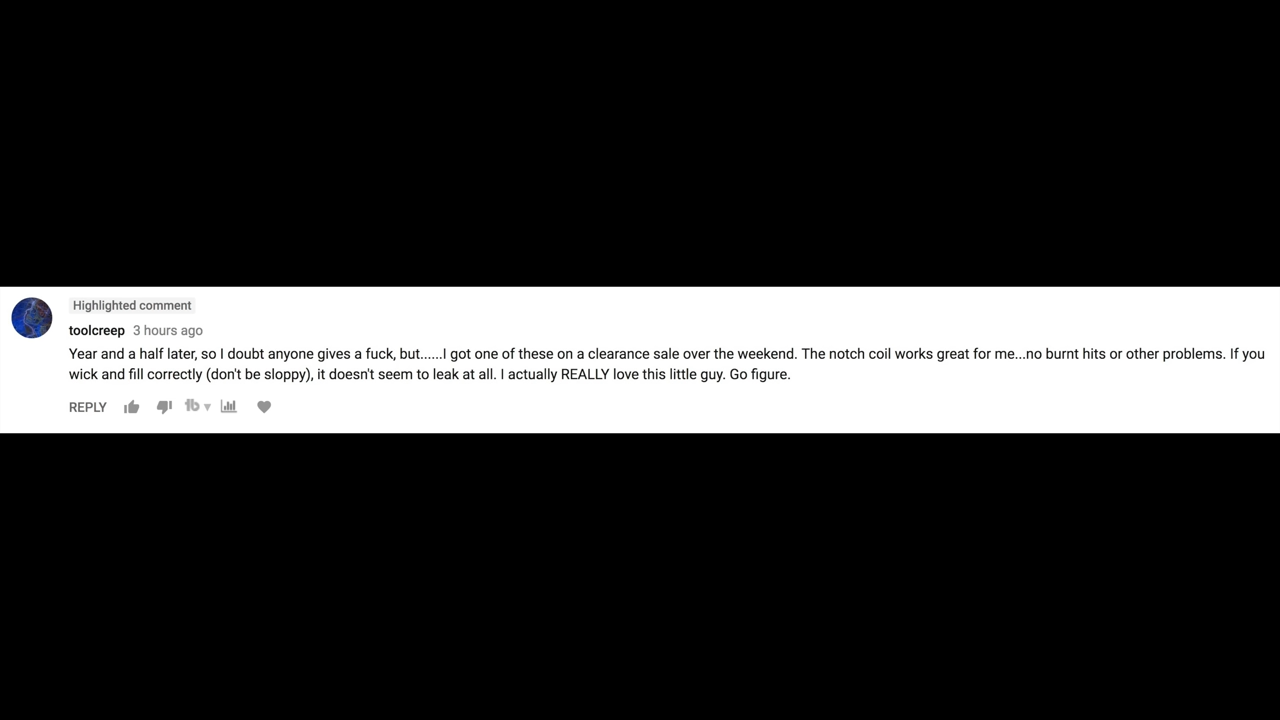 Highlighted comment
toolcreep 3 hours ago
Year and a half later, so I doubt anyone gives a fuck, but......I got one of these on a clearance sale over the weekend. The notch coil works great for me...no burnt hits or other problems. If you
wick and fill correctly (don't be sloppy), it doesn't seem to leak at all. I actually REALLY love this little guy. Go figure.
REPLY